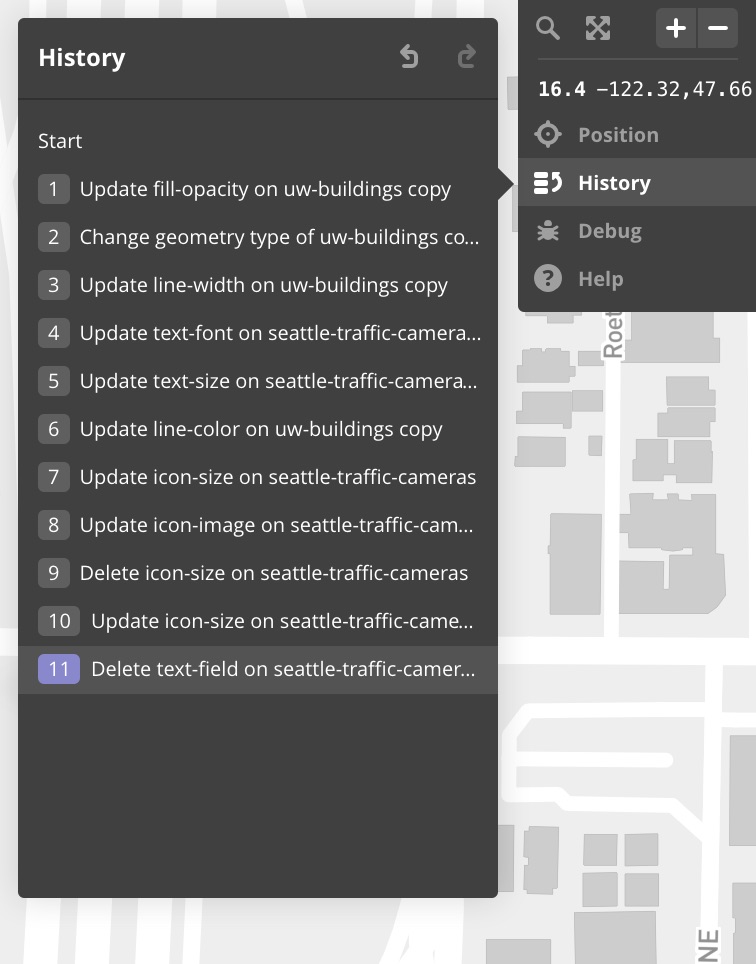 History
Start
1 Update fill-opacity on uw-buildings copy
2 Change geometry type of uw-buildings co...
3 Update line-width on uw-buildings copy
4 Update text-font on seattle-traffic-camera...
5 Update text-size on seattle-traffic-camera...
6 Update line-color on uw-buildings copy
7 Update icon-size on seattle-traffic-cameras
8 Update icon-image on seattle-traffic-cam...
9 Delete icon-size on seattle-traffic-cameras
10 Update icon-size on seattle-traffic-came...
11 Delete text-field on seattle-traffic-camer...
16.4 −122.32,47.66
Position
History
Debug
Help
Roet
NE